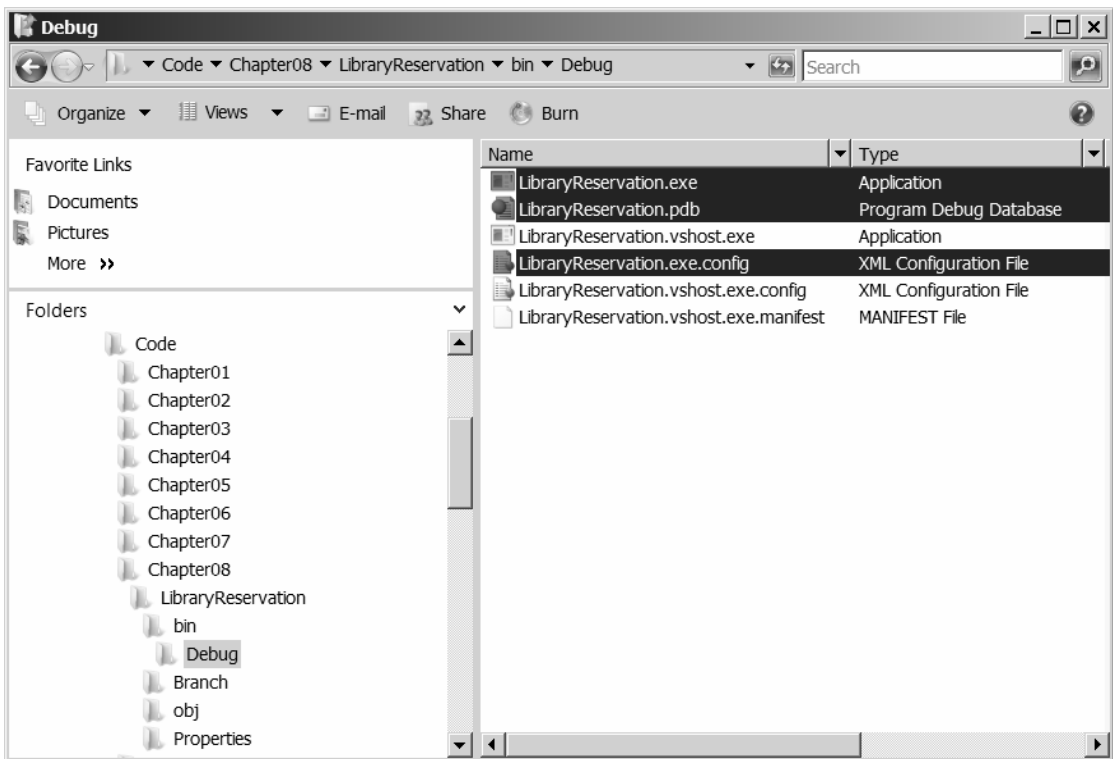 Debug
Code Chapter08 LibraryReservation bin Debug Search
Organize Views E-mail Share Burn
Favorite Links
Documents
Pictures
More
Folders
Code
Chapter01
Chapter02
Chapter03
Chapter04
Chapter05
Chapter06
Chapter07
Chapter08
LibraryReservation
bin
Debug
Branch
obj
Properties
Name Type
LibraryReservation.exe Application
LibraryReservation.pdb Program Debug Database
LibraryReservation.vshost.exe Application
LibraryReservation.exe.config XML Configuration File
LibraryReservation.vshost.exe.config XML Configuration File
LibraryReservation.vshost.exe.manifest MANIFEST File